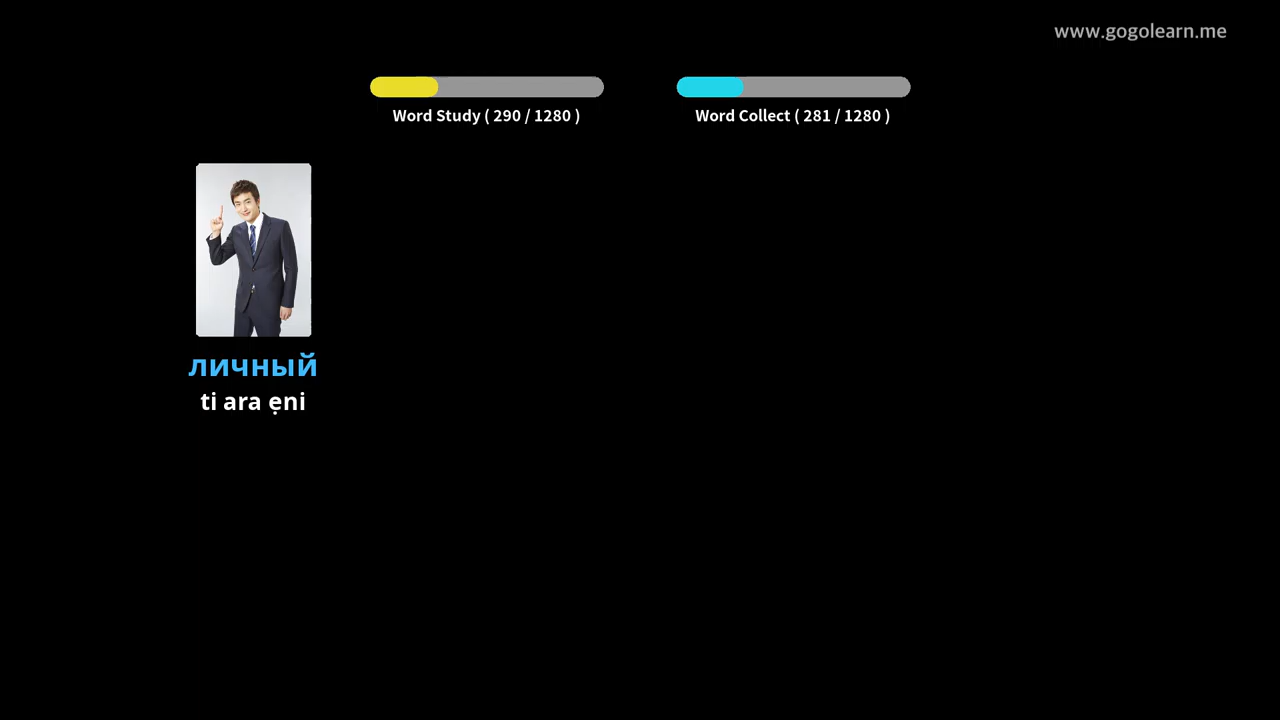 www.gogolearn.me
Word Study ( 290 / 1280 )
Word Collect ( 281 / 1280 )
личный
ti ara ẹni